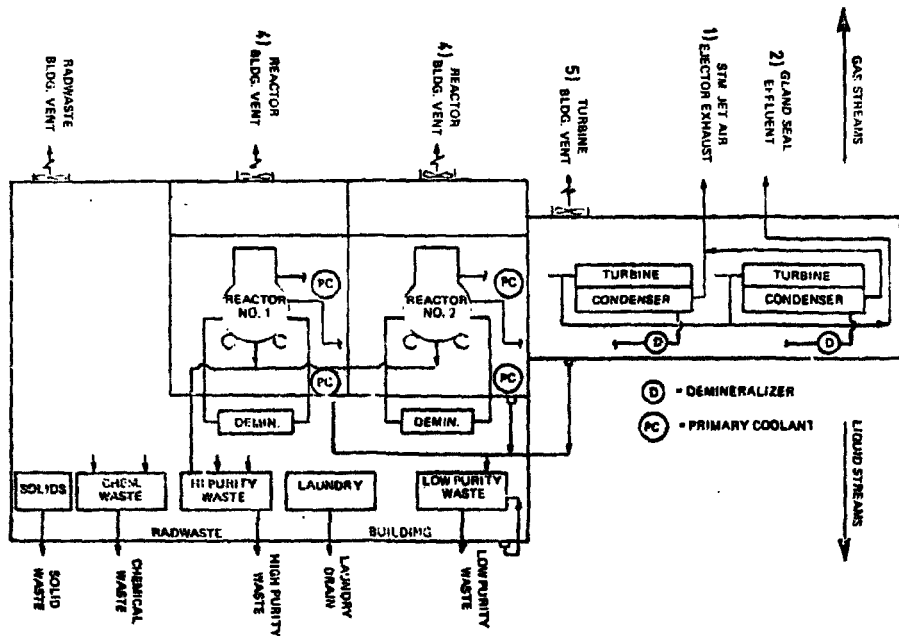 RADWASTE
BLDG. VENT
4) REACTOR
BLDG. VENT
4) REACTOR
BLDG. VENT
5) TURBINE
BLDG. VENT
1) STM JET AIR
EJECTOR EXHAUST
2) GLAND SEAL
EFFLUENT
GAS STREAMS
REACTOR
NO. 1
PC
PC
DEMIN.
REACTOR
NO. 2
PC
PC
DEMIN.
TURBINE
CONDENSER
D
TURBINE
CONDENSER
D
D = DEMINERALIZER
PC = PRIMARY COOLANT
LIQUID STREAMS
SOLIDS
CHEM.
WASTE
HI PURITY
WASTE
LAUNDRY
LOW PURITY
WASTE
RADWASTE BUILDING
SOLID
WASTE
CHEMICAL
WASTE
HIGH PURITY
WASTE
LAUNDRY
DRAIN
LOW PURITY
WASTE